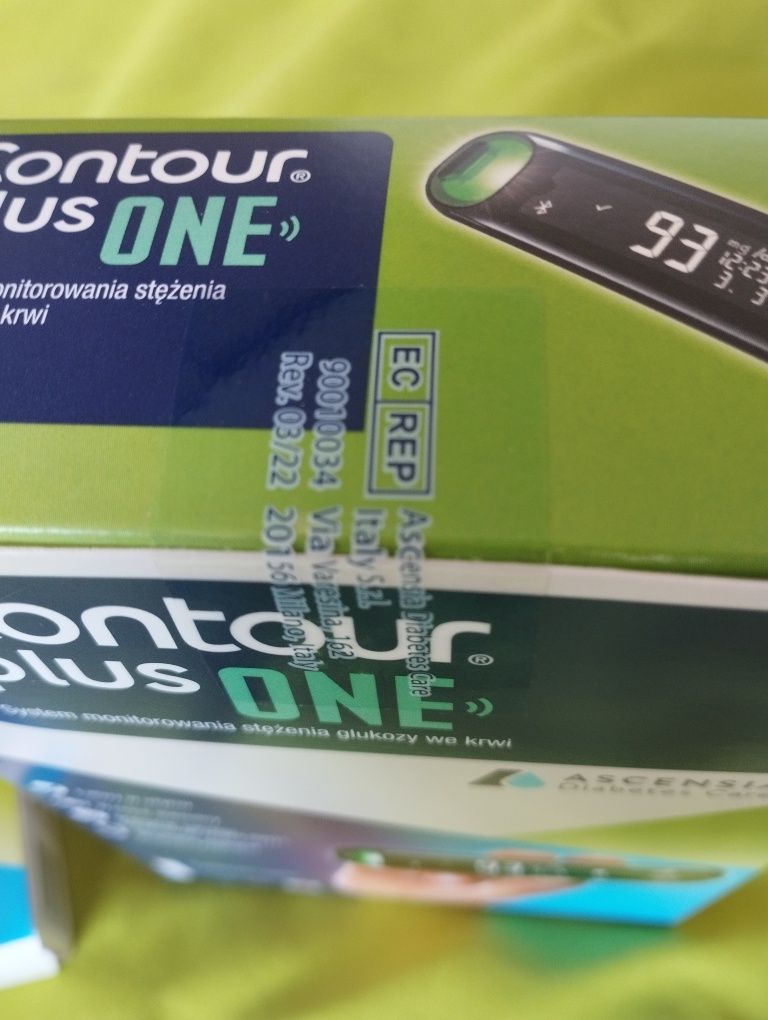 Contour®
plus ONE
monitorowania stężenia
krwi
93
EC REP
Ascensia Diabetes Care
Italy S.r.l.
90010034 Via Varesina, 162
Rev. 03/22 20156 Milano, Italy
Contour®
plus ONE
System monitorowania stężenia glukozy we krwi
ASCENSIA
Diabetes Care